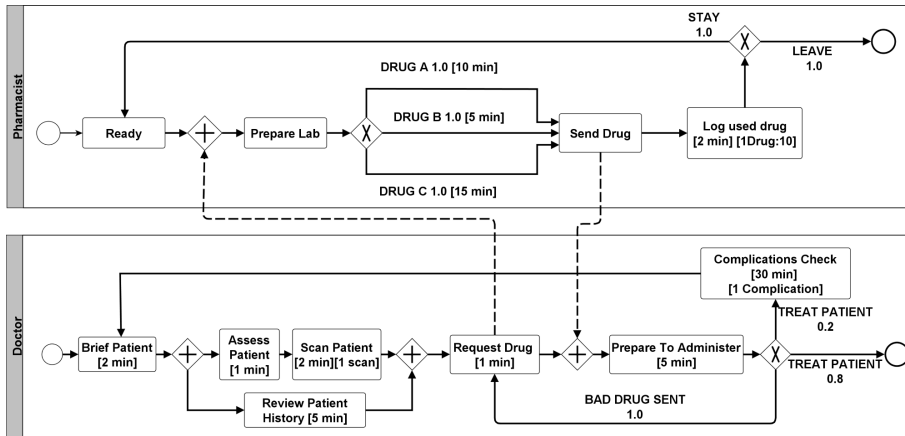 Pharmacist
STAY
1.0
LEAVE
1.0
DRUG A 1.0 [10 min]
Ready
Prepare Lab
DRUG B 1.0 [5 min]
Send Drug
Log used drug
[2 min] [1Drug:10]
DRUG C 1.0 [15 min]
Doctor
Complications Check
[30 min]
[1 Complication]
TREAT PATIENT
0.2
Brief Patient
[2 min]
Assess
Patient
[1 min]
Scan Patient
[2 min][1 scan]
Request Drug
[1 min]
Prepare To Administer
[5 min]
TREAT PATIENT
0.8
Review Patient
History [5 min]
BAD DRUG SENT
1.0